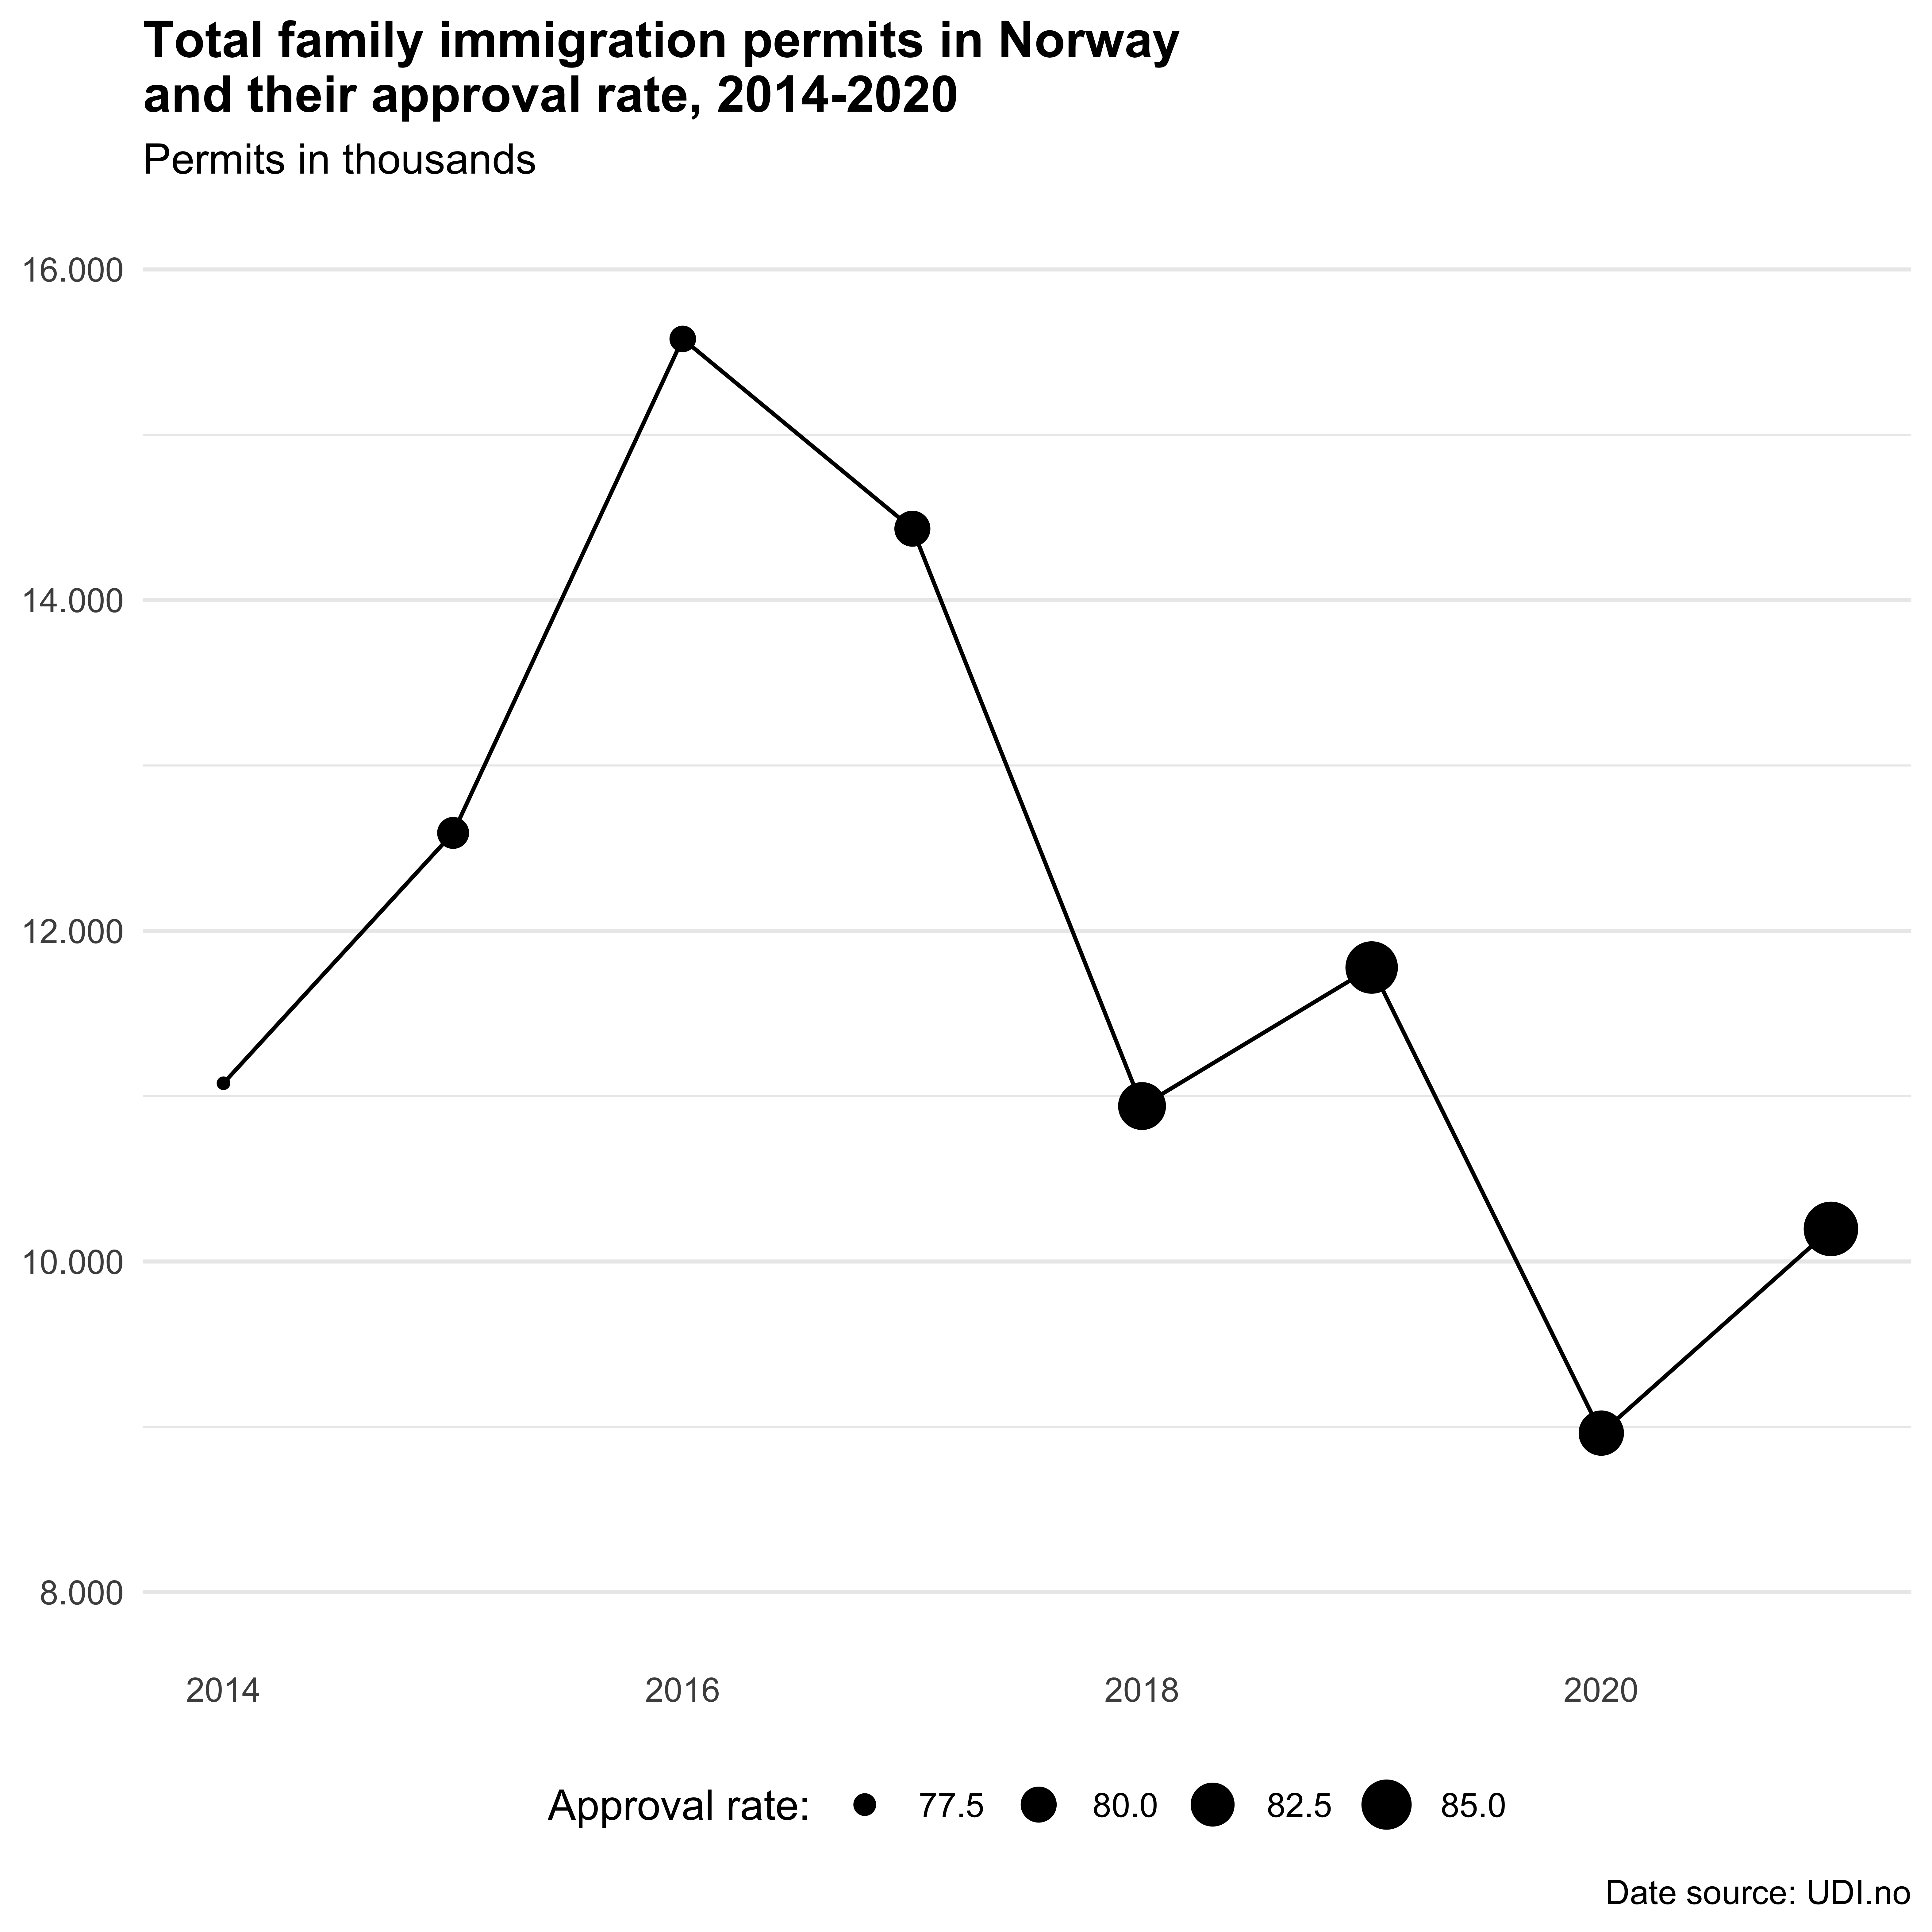 Total family immigration permits in Norway
and their approval rate, 2014-2020
Permits in thousands
16.000
14.000
12.000
10.000
8.000
2014 2016 2018 2020
Approval rate: 77.5 80.0 82.5 85.0
Date source: UDI.no